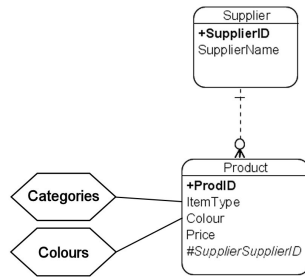 Supplier
+SupplierID
SupplierName
Product
+ProdID
ItemType
Colour
Price
#SupplierSupplierID
Categories
Colours